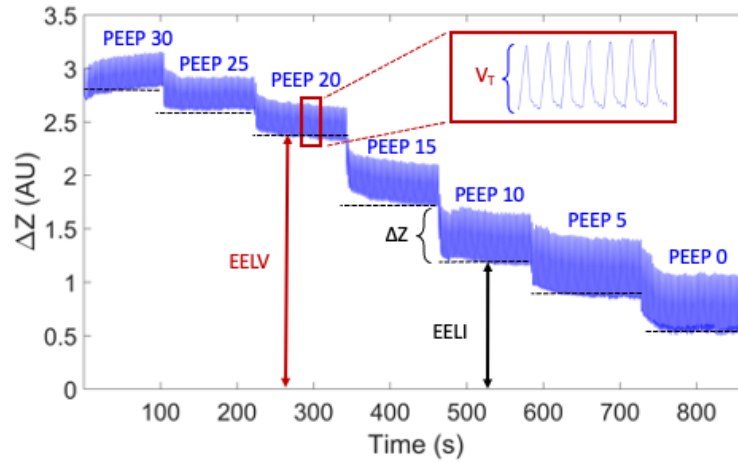 PEEP 30
PEEP 25
PEEP 20
PEEP 15
PEEP 10
PEEP 5
PEEP 0
V_T
ΔZ
EELV
EELI
ΔZ (AU)
3.5
3
2.5
2
1.5
1
0.5
0
100 200 300 400 500 600 700 800
Time (s)